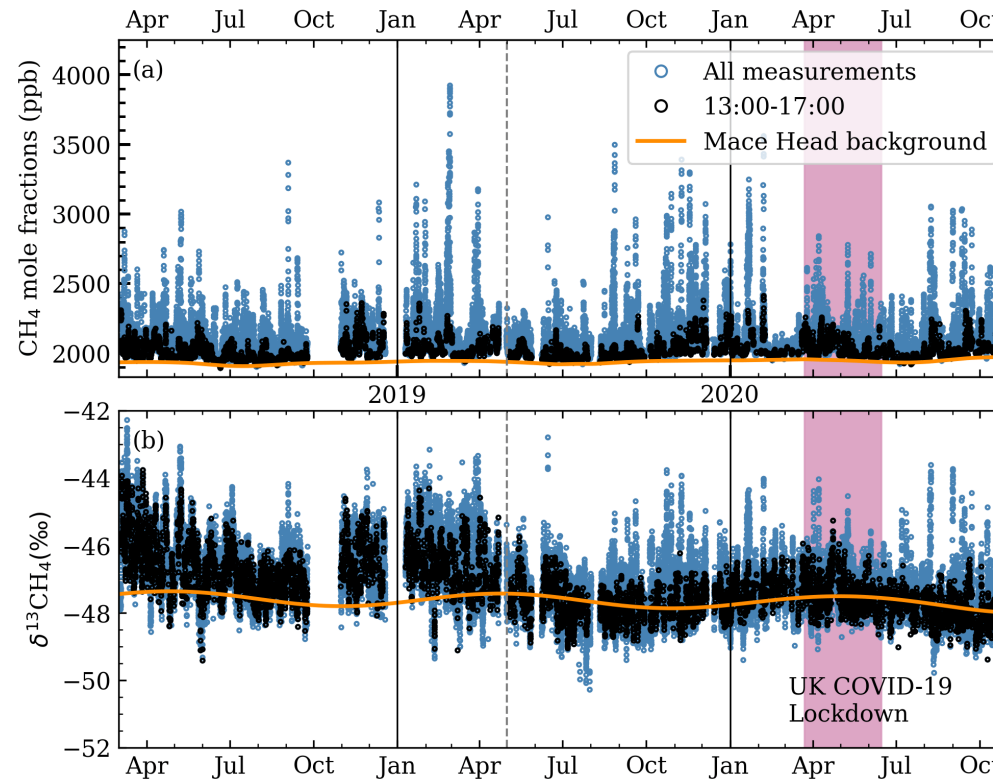 Apr Jul Oct Jan Apr Jul Oct Jan Apr Jul Oct
(a)
CH₄ mole fractions (ppb)
4000
3500
3000
2500
2000
All measurements
13:00-17:00
Mace Head background
2019 2020
(b)
δ¹³CH₄(‰)
−42
−44
−46
−48
−50
−52
UK COVID-19
Lockdown
Apr Jul Oct Jan Apr Jul Oct Jan Apr Jul Oct